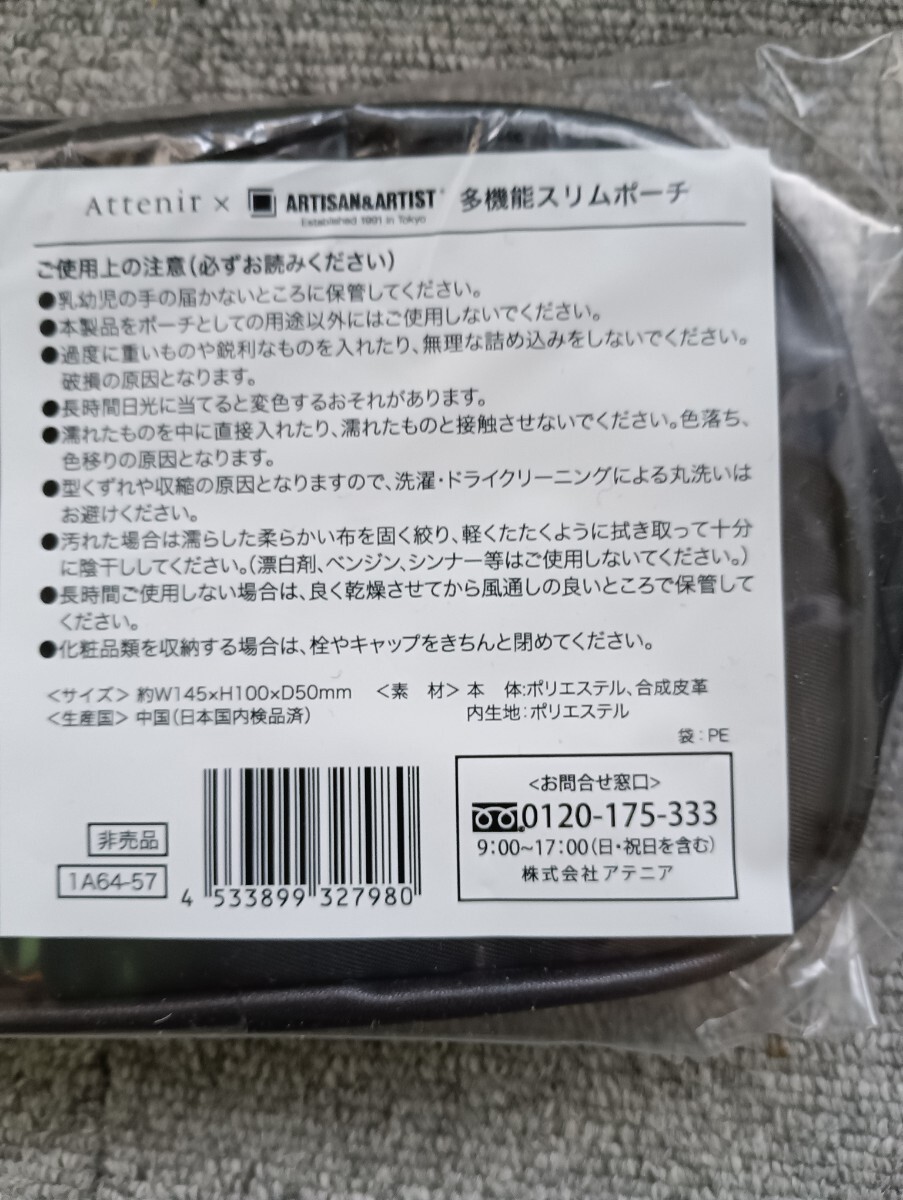 Attenir × ARTISAN&ARTIST® 多機能スリムポーチ
Established 1991 in Tokyo
ご使用上の注意(必ずお読みください)
●乳幼児の手の届かないところに保管してください。
●本製品をポーチとしての用途以外にはご使用しないでください。
●過度に重いものや鋭利なものを入れたり、無理な詰め込みをしないでください。
破損の原因となります。
●長時間日光に当てると変色するおそれがあります。
●濡れたものを中に直接入れたり、濡れたものと接触させないでください。色落ち、
色移りの原因となります。
●型くずれや収縮の原因となりますので、洗濯・ドライクリーニングによる丸洗いは
お避けください。
●汚れた場合は濡らした柔らかい布を固く絞り、軽くたたくように拭き取って十分
に陰干ししてください。(漂白剤、ベンジン、シンナー等はご使用しないでください。)
●長時間ご使用しない場合は、良く乾燥させてから風通しの良いところで保管して
ください。
●化粧品類を収納する場合は、栓やキャップをきちんと閉めてください。
<サイズ> 約W145×H100×D50mm <素 材> 本 体:ポリエステル、合成皮革
<生産国> 中国(日本国内検品済) 内生地:ポリエステル
袋:PE
非売品
1A64-57
4 533899 327980
<お問合せ窓口>
0120-175-333
9:00~17:00(日・祝日を含む)
株式会社アテニア